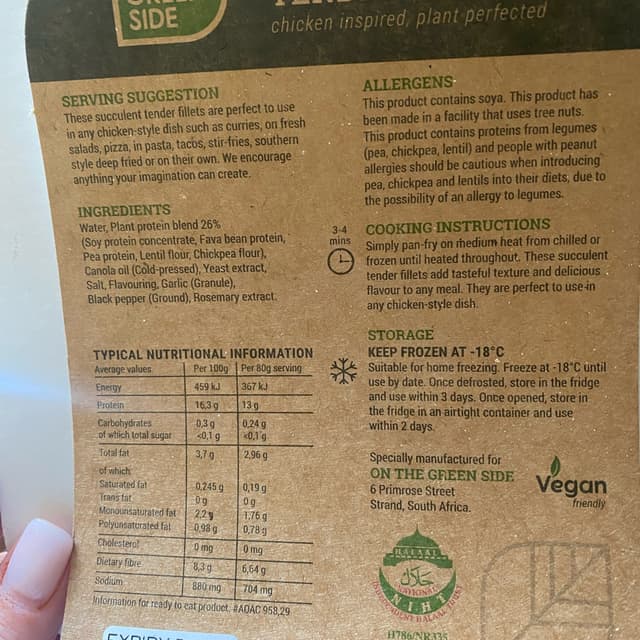 SIDE
chicken inspired, plant perfected
SERVING SUGGESTION
These succulent tender fillets are perfect to use
in any chicken-style dish such as curries, on fresh
salads, pizza, in pasta, tacos, stir-fries, southern
style deep fried or on their own. We encourage
anything your imagination can create.
INGREDIENTS
Water, Plant protein blend 26%
(Soy protein concentrate, Fava bean protein,
Pea protein, Lentil flour, Chickpea flour),
Canola oil (Cold-pressed), Yeast extract,
Salt, Flavouring, Garlic (Granule),
Black pepper (Ground), Rosemary extract.
TYPICAL NUTRITIONAL INFORMATION
Average values Per 100g Per 80g serving
Energy 459 kJ 367 kJ
Protein 16,3 g 13 g
Carbohydrates 0,3 g 0,24 g
of which total sugar <0,1 g <0,1 g
Total fat 3,7 g 2,96 g
of which:
Saturated fat 0,245 g 0,19 g
Trans fat 0 g 0 g
Monounsaturated fat 2,2 g 1,76 g
Polyunsaturated fat 0,98 g 0,78 g
Cholesterol 0 mg 0 mg
Dietary fibre 8,3 g 6,64 g
Sodium 880 mg 704 mg
Information for ready to eat product. #AOAC 958,29
ALLERGENS
This product contains soya. This product has
been made in a facility that uses tree nuts.
This product contains proteins from legumes
(pea, chickpea, lentil) and people with peanut
allergies should be cautious when introducing
pea, chickpea and lentils into their diets, due to
the possibility of an allergy to legumes.
3-4
mins
COOKING INSTRUCTIONS
Simply pan-fry on medium heat from chilled or
frozen until heated throughout. These succulent
tender fillets add tasteful texture and delicious
flavour to any meal. They are perfect to use in
any chicken-style dish.
STORAGE
KEEP FROZEN AT -18°C
Suitable for home freezing. Freeze at -18°C until
use by date. Once defrosted, store in the fridge
and use within 3 days. Once opened, store in
the fridge in an airtight container and use
within 2 days.
Specially manufactured for
ON THE GREEN SIDE
6 Primrose Street
Strand, South Africa.
Vegan
friendly
HALAAL
حلال
NATIONAL
NIHT
H786/NR335